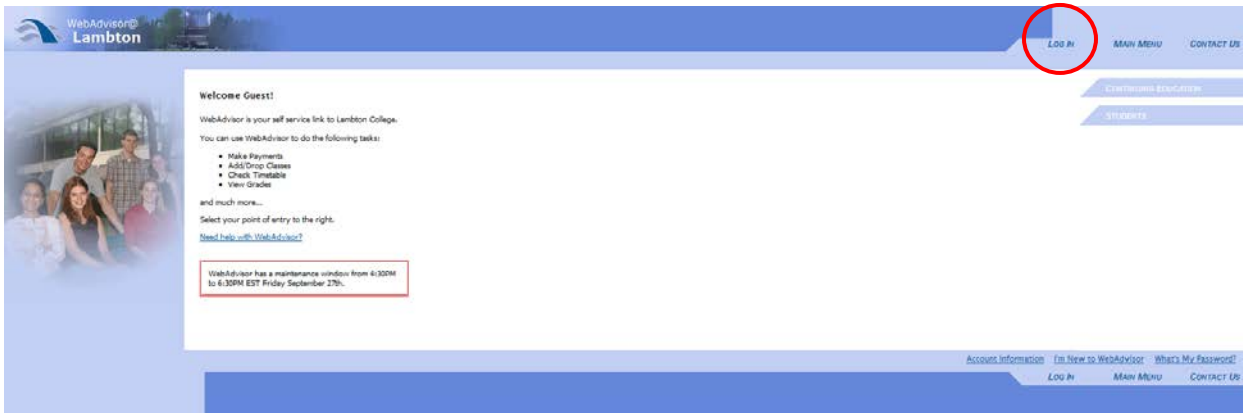 WebAdvisor@
Lambton
LOG IN MAIN MENU CONTACT US
Welcome Guest!
CONTINUING EDUCATION
WebAdvisor is your self service link to Lambton College.
STUDENTS
You can use WebAdvisor to do the following tasks:
• Make Payments
• Add/Drop Classes
• Check Timetable
• View Grades
and much more...
Select your point of entry to the right.
Need help with WebAdvisor?
WebAdvisor has a maintenance window from 4:30PM
to 6:30PM EST Friday September 27th.
Account Information I'm New to WebAdvisor What's My Password?
LOG IN MAIN MENU CONTACT US